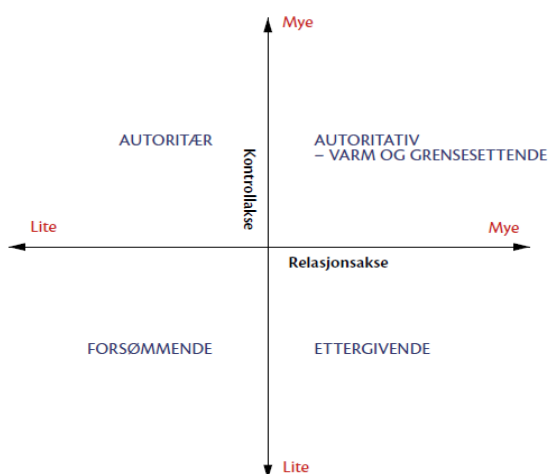 Mye
AUTORITÆR
AUTORITATIV
– VARM OG GRENSESETTENDE
Kontrollakse
Lite
Mye
Relasjonsakse
FORSØMMENDE
ETTERGIVENDE
Lite